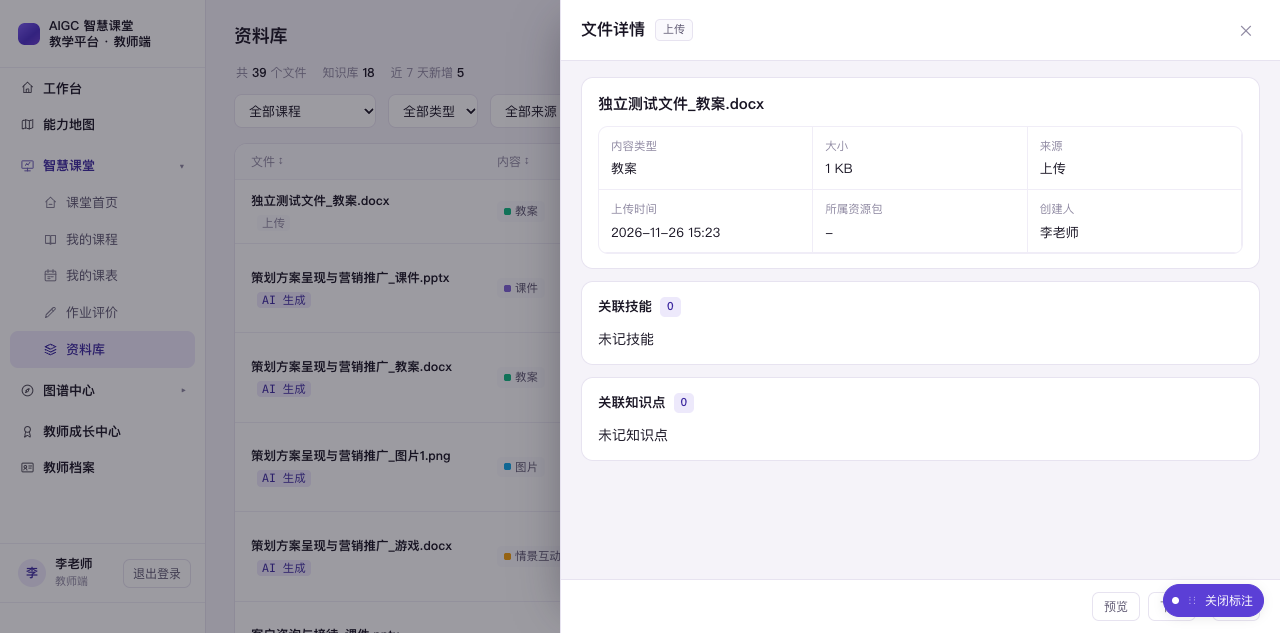 AIGC 智慧课堂
教学平台 · 教师端
工作台
能力地图
智慧课堂
课堂首页
我的课程
我的课表
作业评价
资料库
图谱中心
教师成长中心
教师档案
李
李老师
教师端
退出登录
资料库
共 39 个文件 知识库 18 近 7 天新增 5
全部课程 全部类型 全部来源
文件 内容
独立测试文件_教案.docx
上传
教案
策划方案呈现与营销推广_课件.pptx
AI 生成
课件
策划方案呈现与营销推广_教案.docx
AI 生成
教案
策划方案呈现与营销推广_图片1.png
AI 生成
图片
策划方案呈现与营销推广_游戏.docx
AI 生成
情景互动
文件详情 上传
独立测试文件_教案.docx
内容类型 大小 来源
教案 1 KB 上传
上传时间 所属资源包 创建人
2026–11–26 15:23 – 李老师
关联技能 0
未记技能
关联知识点 0
未记知识点
预览
关闭标注